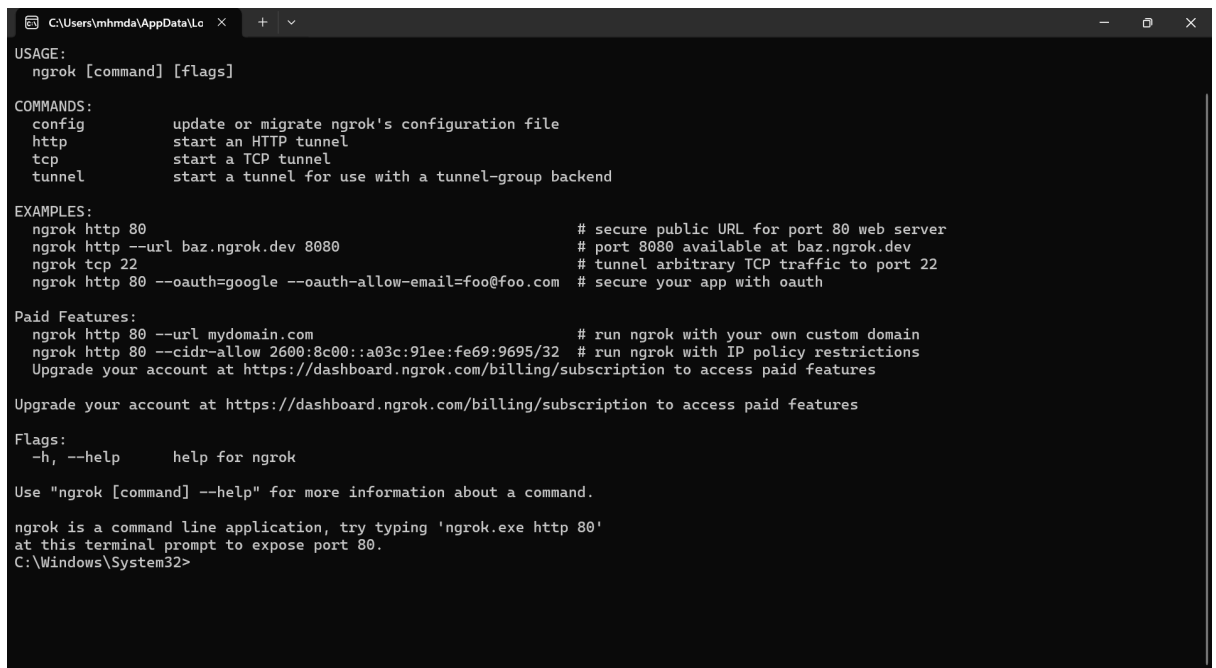 C:\Users\mhmda\AppData\Lc
USAGE:
  ngrok [command] [flags]
COMMANDS:
  config          update or migrate ngrok's configuration file
  http            start an HTTP tunnel
  tcp             start a TCP tunnel
  tunnel          start a tunnel for use with a tunnel-group backend
EXAMPLES:
  ngrok http 80                                                 # secure public URL for port 80 web server
  ngrok http --url baz.ngrok.dev 8080                           # port 8080 available at baz.ngrok.dev
  ngrok tcp 22                                                  # tunnel arbitrary TCP traffic to port 22
  ngrok http 80 --oauth=google --oauth-allow-email=foo@foo.com  # secure your app with oauth
Paid Features:
  ngrok http 80 --url mydomain.com                              # run ngrok with your own custom domain
  ngrok http 80 --cidr-allow 2600:8c00::a03c:91ee:fe69:9695/32  # run ngrok with IP policy restrictions
  Upgrade your account at https://dashboard.ngrok.com/billing/subscription to access paid features
Upgrade your account at https://dashboard.ngrok.com/billing/subscription to access paid features
Flags:
  -h, --help      help for ngrok
Use "ngrok [command] --help" for more information about a command.
ngrok is a command line application, try typing 'ngrok.exe http 80'
at this terminal prompt to expose port 80.
C:\Windows\System32>